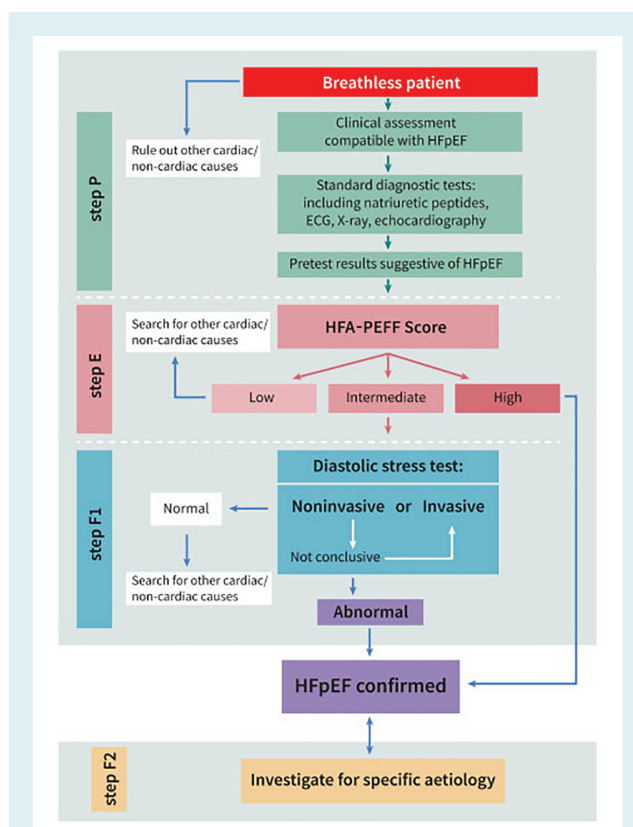 Breathless patient
step P
Rule out other cardiac/
non-cardiac causes
Clinical assessment
compatible with HFpEF
Standard diagnostic tests:
including natriuretic peptides,
ECG, X-ray, echocardiography
Pretest results suggestive of HFpEF
step E
Search for other cardiac/
non-cardiac causes
HFA-PEFF Score
Low
Intermediate
High
step F1
Diastolic stress test:
Normal
Noninvasive or Invasive
Not conclusive
Search for other cardiac/
non-cardiac causes
Abnormal
HFpEF confirmed
step F2
Investigate for specific aetiology